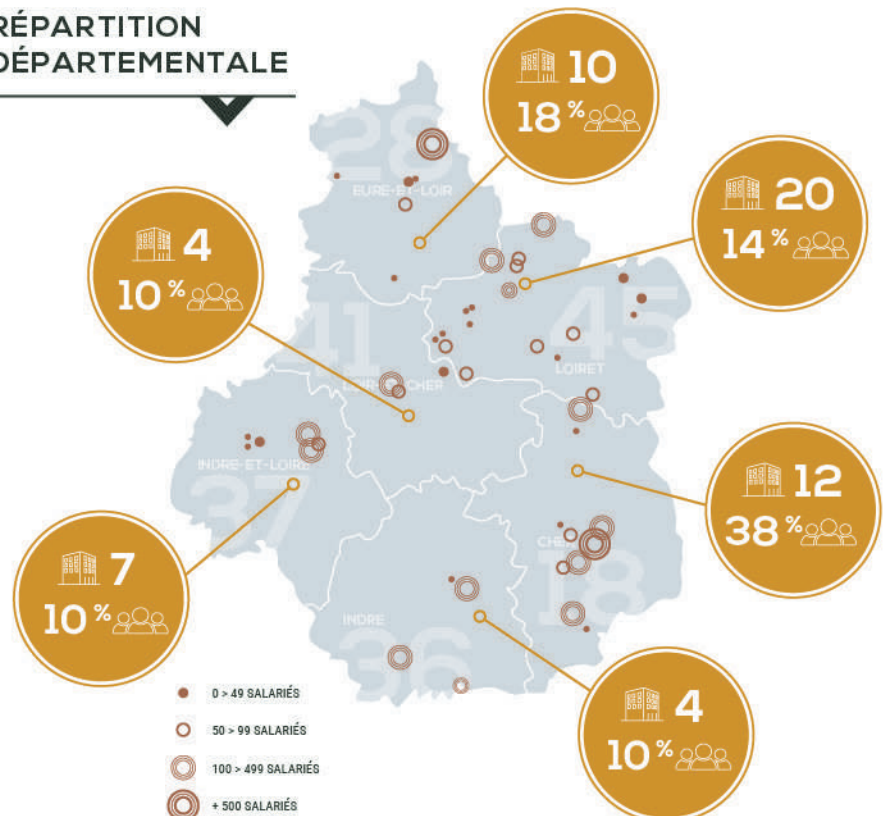 RÉPARTITION
DÉPARTEMENTALE
10
18 %
28
EURE-ET-LOIR
20
14 %
4
10 %
45
LOIRET
41
LOIR-ET-CHER
12
38 %
INDRE-ET-LOIRE
37
7
10 %
CHER
18
INDRE
36
4
10 %
0 > 49 SALARIÉS
50 > 99 SALARIÉS
100 > 499 SALARIÉS
+ 500 SALARIÉS